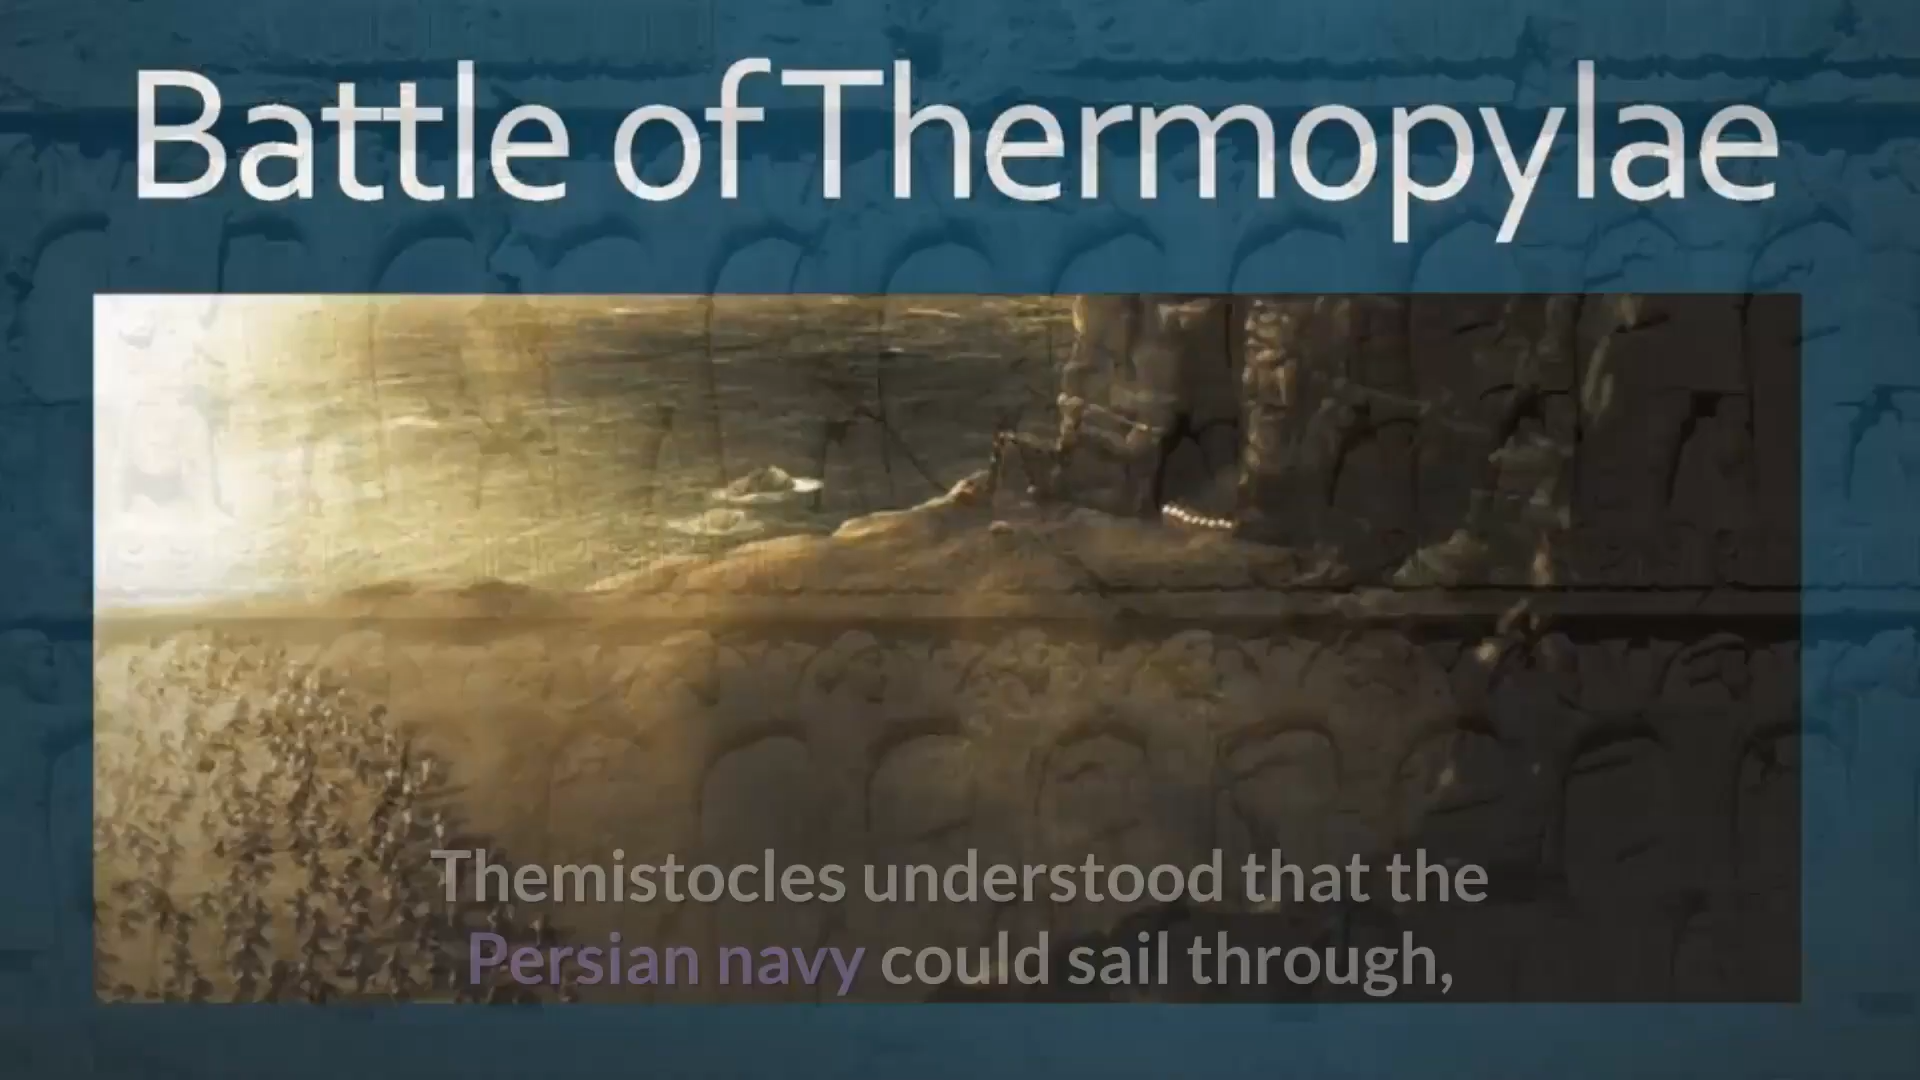 Battle of Thermopylae
Themistocles understood that the
Persian navy could sail through,